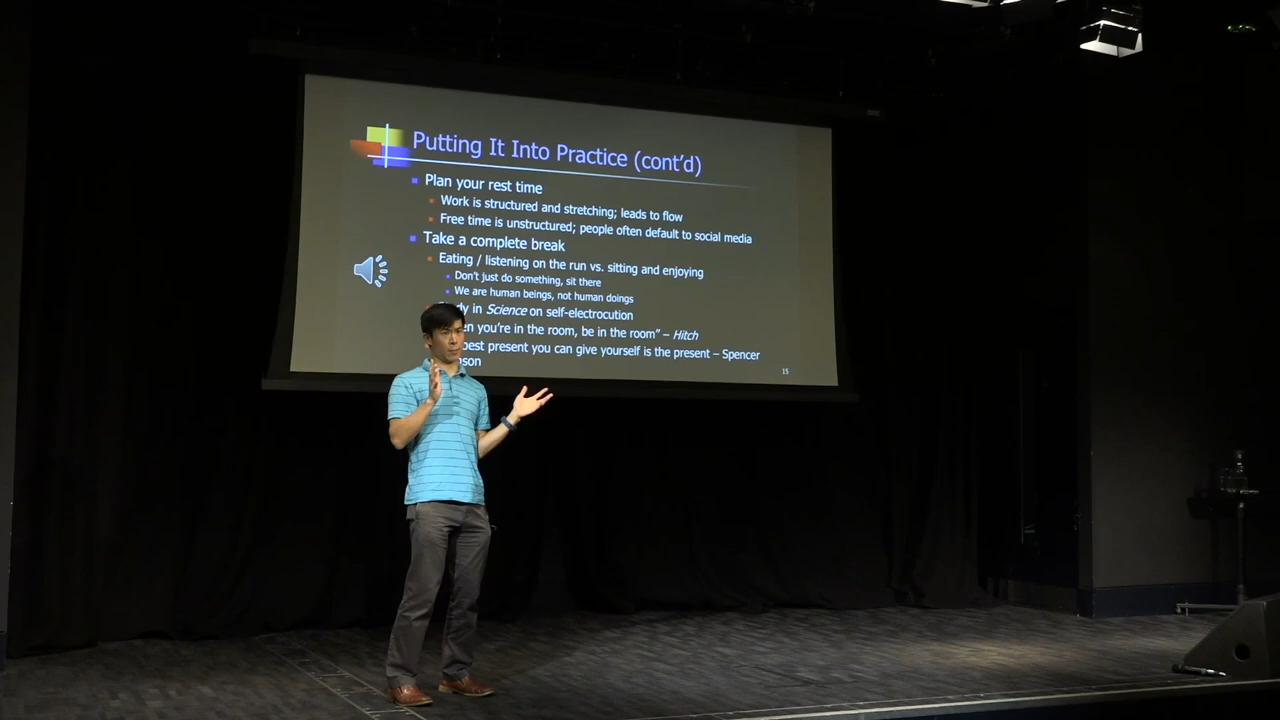 Putting It Into Practice (cont'd)
Plan your rest time
Work is structured and stretching; leads to flow
Free time is unstructured; people often default to social media
Take a complete break
Eating / listening on the run vs. sitting and enjoying
Don't just do something, sit there
We are human beings, not human doings
in Science on self-electrocution
you're in the room, be in the room" – Hitch
best present you can give yourself is the present – Spencer
15